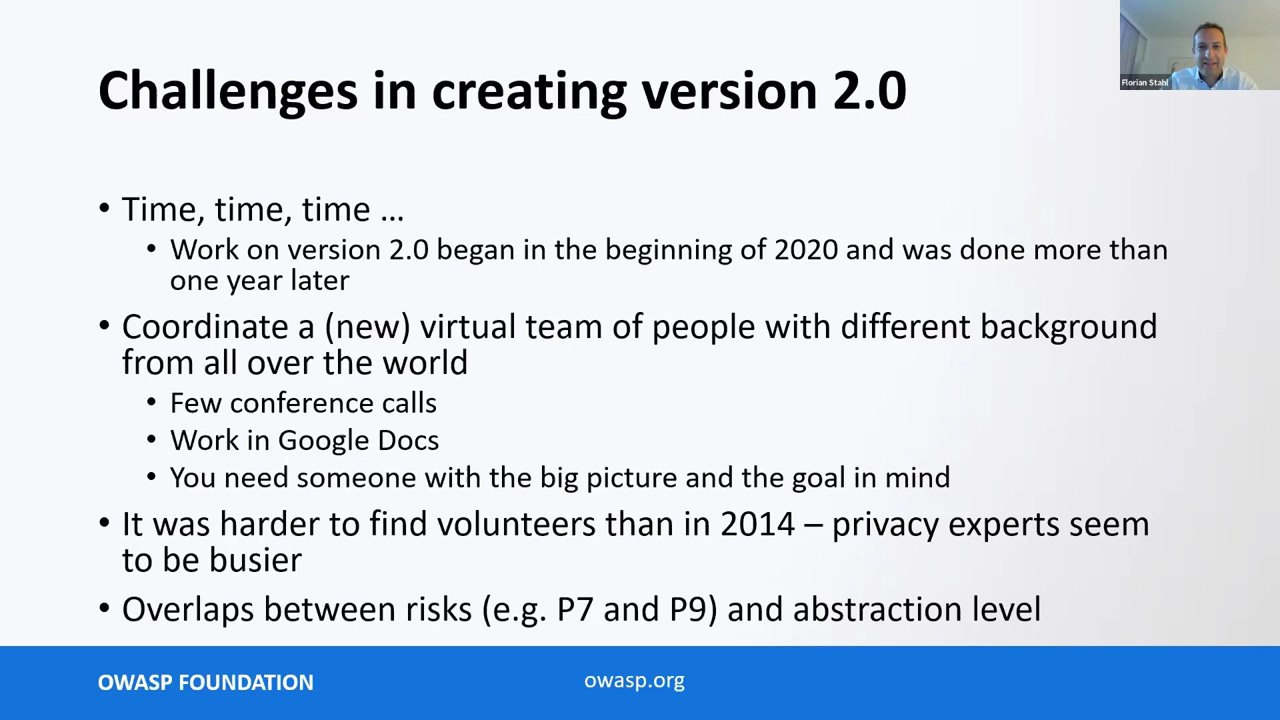 Challenges in creating version 2.0
Florian Stahl
• Time, time, time …
• Work on version 2.0 began in the beginning of 2020 and was done more than
one year later
• Coordinate a (new) virtual team of people with different background
from all over the world
• Few conference calls
• Work in Google Docs
• You need someone with the big picture and the goal in mind
• It was harder to find volunteers than in 2014 – privacy experts seem
to be busier
• Overlaps between risks (e.g. P7 and P9) and abstraction level
OWASP FOUNDATION
owasp.org